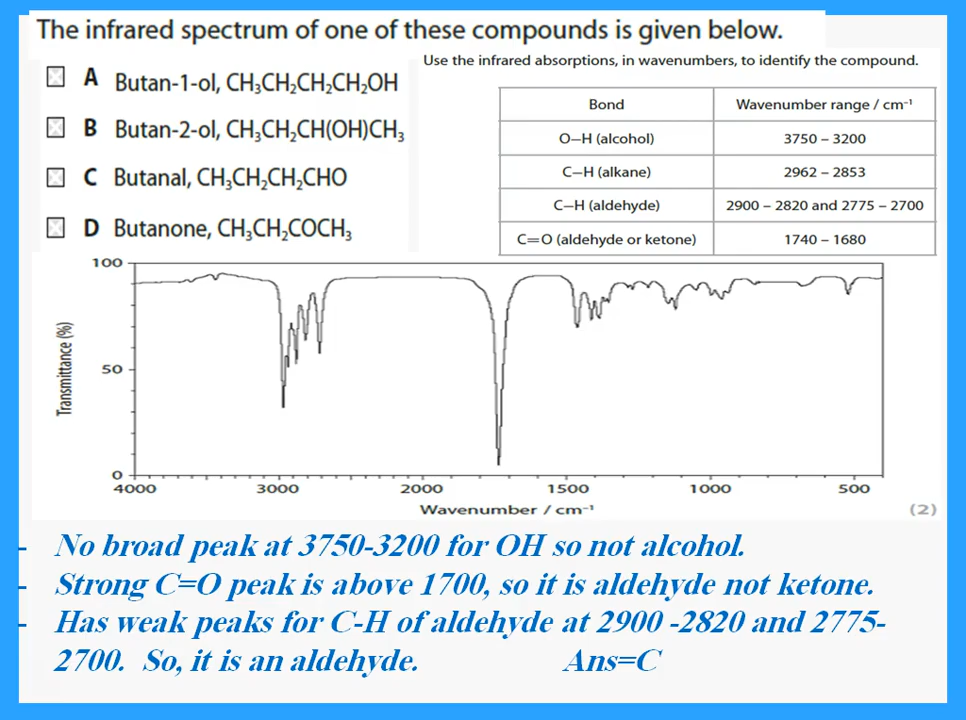 The infrared spectrum of one of these compounds is given below.
A Butan-1-ol, CH₃CH₂CH₂CH₂OH
B Butan-2-ol, CH₃CH₂CH(OH)CH₃
C Butanal, CH₃CH₂CH₂CHO
D Butanone, CH₃CH₂COCH₃
Use the infrared absorptions, in wavenumbers, to identify the compound.
Bond Wavenumber range / cm⁻¹
O–H (alcohol) 3750 – 3200
C–H (alkane) 2962 – 2853
C–H (aldehyde) 2900 – 2820 and 2775 – 2700
C=O (aldehyde or ketone) 1740 – 1680
100
50
0
Transmittance (%)
4000 3000 2000 1500 1000 500
Wavenumber / cm⁻¹
(2)
- No broad peak at 3750-3200 for OH so not alcohol.
- Strong C=O peak is above 1700, so it is aldehyde not ketone.
- Has weak peaks for C-H of aldehyde at 2900 -2820 and 2775-
2700. So, it is an aldehyde. Ans=C